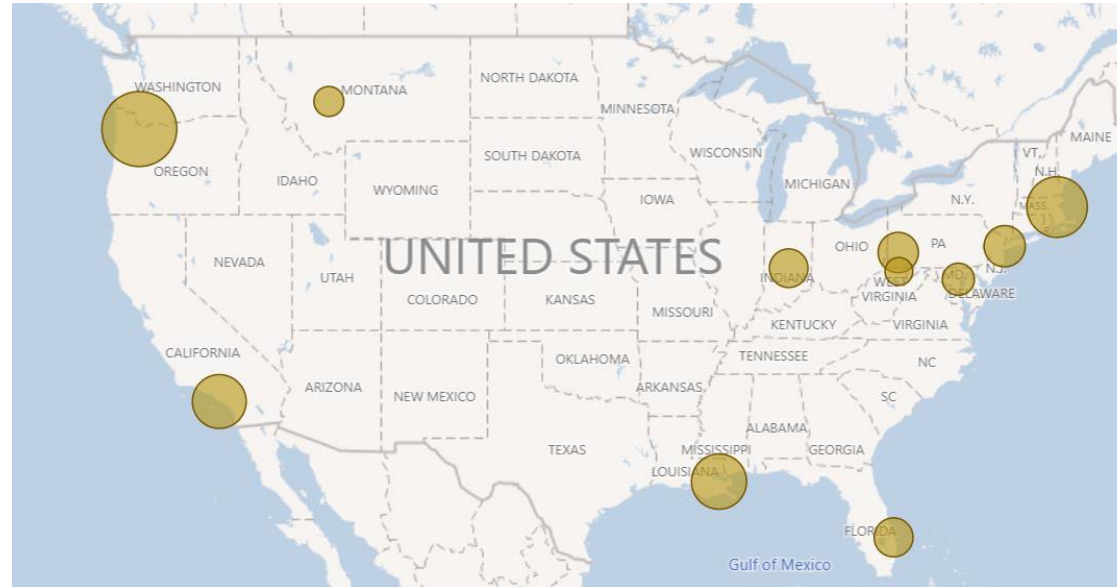 WASHINGTON
MONTANA
NORTH DAKOTA
MINNESOTA
MAINE
OREGON
IDAHO
WYOMING
SOUTH DAKOTA
WISCONSIN
MICHIGAN
VT.
N.H.
MASS.
N.Y.
IOWA
UNITED STATES
NEVADA
UTAH
COLORADO
KANSAS
MISSOURI
INDIANA
OHIO
PA
N.J.
MD.
DELAWARE
WEST
VIRGINIA
KENTUCKY
VIRGINIA
CALIFORNIA
ARIZONA
NEW MEXICO
OKLAHOMA
ARKANSAS
TENNESSEE
NC
SC
TEXAS
LOUISIANA
MISSISSIPPI
ALABAMA
GEORGIA
FLORIDA
Gulf of Mexico